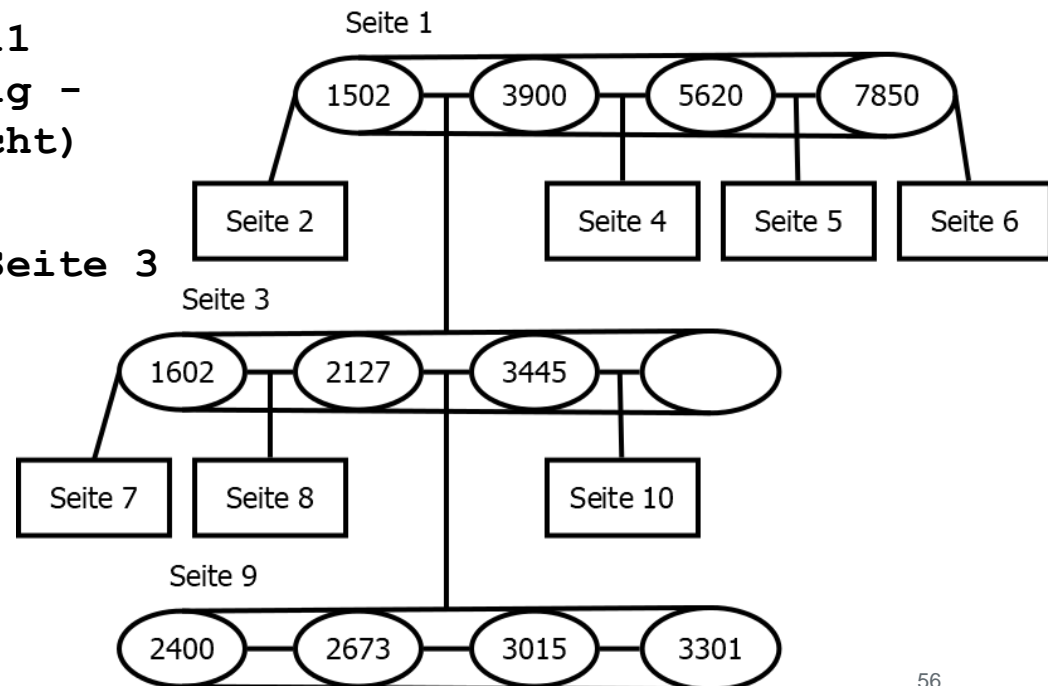 Seite 1
1502 3900 5620 7850
Seite 2 Seite 4 Seite 5 Seite 6
Seite 3
Seite 3
1602 2127 3445
Seite 7 Seite 8 Seite 10
Seite 9
2400 2673 3015 3301
56